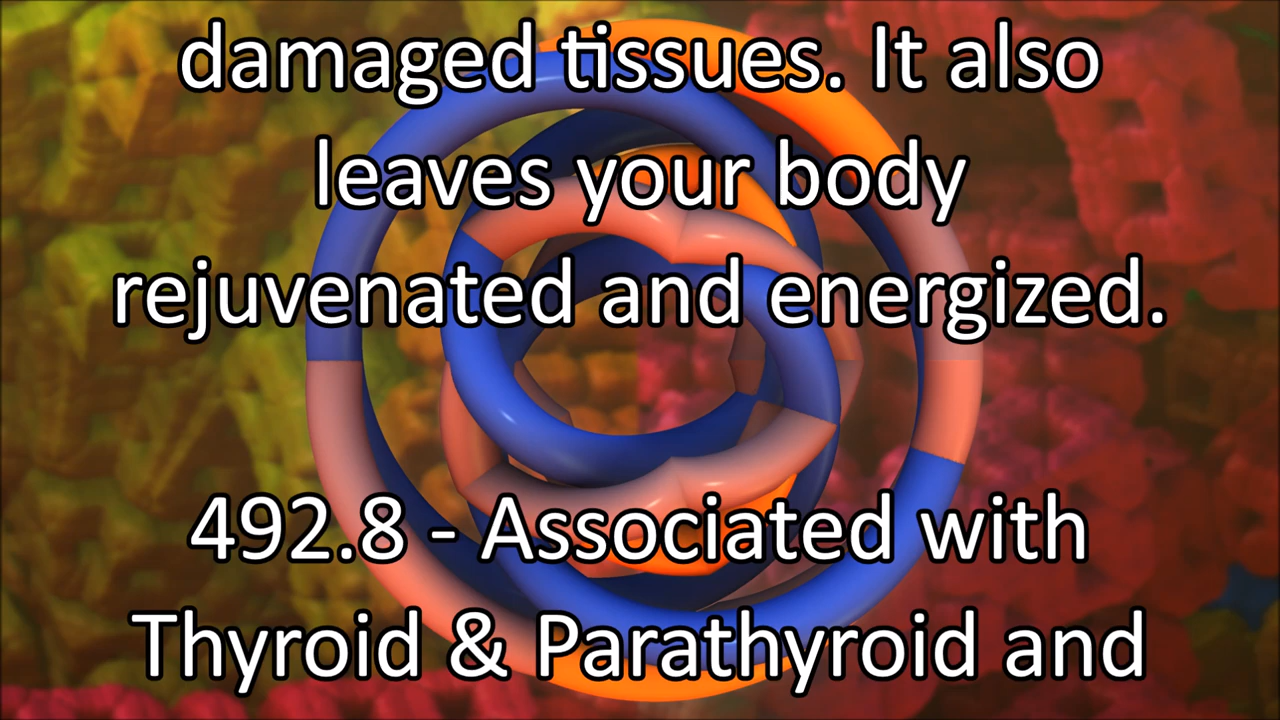 damaged tissues. It also
leaves your body
rejuvenated and energized.
492.8 - Associated with
Thyroid & Parathyroid and